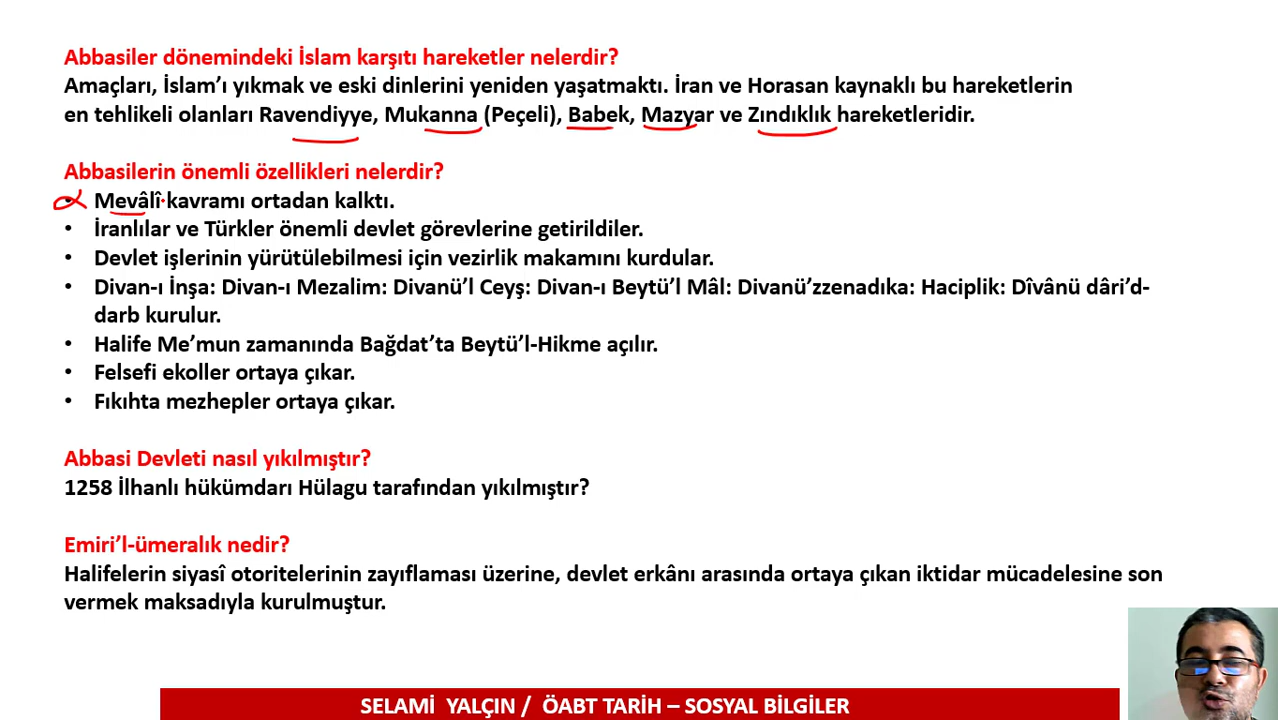 Abbasiler dönemindeki İslam karşıtı hareketler nelerdir?
Amaçları, İslam’ı yıkmak ve eski dinlerini yeniden yaşatmaktı. İran ve Horasan kaynaklı bu hareketlerin
en tehlikeli olanları Ravendiyye, Mukanna (Peçeli), Babek, Mazyar ve Zındıklık hareketleridir.
Abbasilerin önemli özellikleri nelerdir?
• Mevâlî kavramı ortadan kalktı.
• İranlılar ve Türkler önemli devlet görevlerine getirildiler.
• Devlet işlerinin yürütülebilmesi için vezirlik makamını kurdular.
• Divan-ı İnşa: Divan-ı Mezalim: Divanü’l Ceyş: Divan-ı Beytü’l Mâl: Divanü’zzenadıka: Haciplik: Dîvânü dâri’d-
darb kurulur.
• Halife Me’mun zamanında Bağdat’ta Beytü’l-Hikme açılır.
• Felsefi ekoller ortaya çıkar.
• Fıkıhta mezhepler ortaya çıkar.
Abbasi Devleti nasıl yıkılmıştır?
1258 İlhanlı hükümdarı Hülagu tarafından yıkılmıştır?
Emiri’l-ümeralık nedir?
Halifelerin siyasî otoritelerinin zayıflaması üzerine, devlet erkânı arasında ortaya çıkan iktidar mücadelesine son
vermek maksadıyla kurulmuştur.
SELAMİ YALÇIN / ÖABT TARİH – SOSYAL BİLGİLER